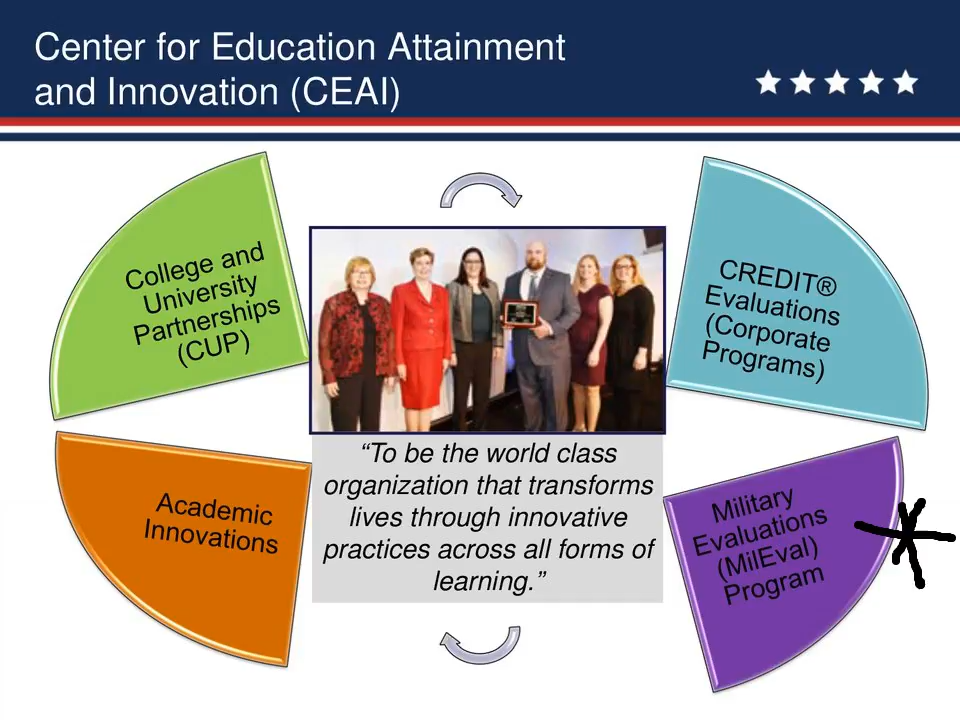 Center for Education Attainment
and Innovation (CEAI)
College and
University
Partnerships
(CUP)
CREDIT®
Evaluations
(Corporate
Programs)
“To be the world class
organization that transforms
lives through innovative
practices across all forms of
learning.”
Academic
Innovations
Military
Evaluations
(MilEval)
Program